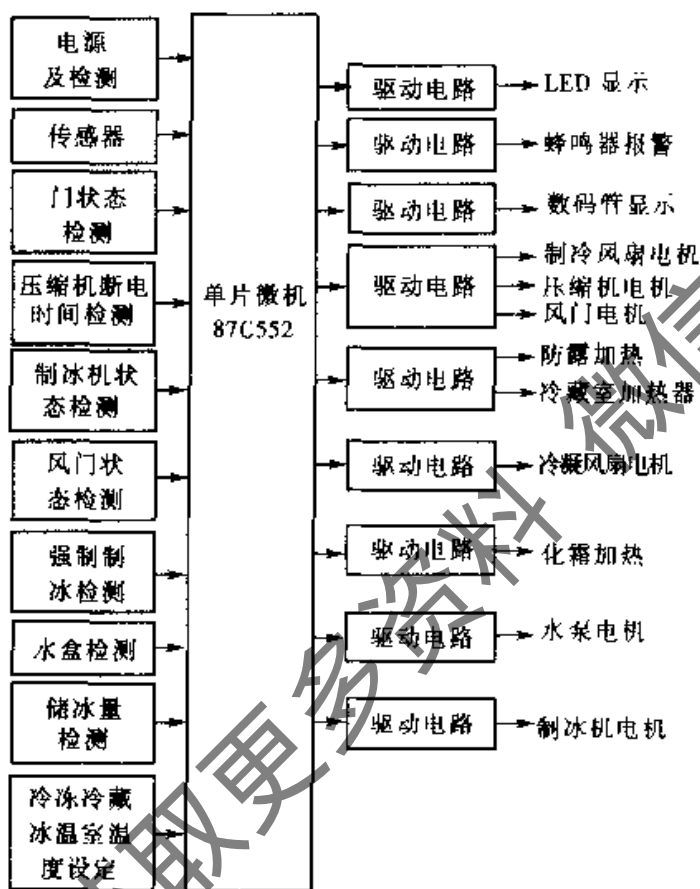 电源
及检测
传感器
门状态
检测
压缩机断电
时间检测
制冰机状
态检测
风门状
态检测
强制制
冰检测
水盒检测
储冰量
检测
冷冻冷藏
冰温室温
度设定
单片微机
87C552
驱动电路
LED 显示
驱动电路
蜂鸣器报警
驱动电路
数码管显示
驱动电路
制冷风扇电机
压缩机电机
风门电机
驱动电路
防露加热
冷藏室加热器
驱动电路
冷凝风扇电机
驱动电路
化霜加热
驱动电路
水泵电机
驱动电路
制冰机电机
取更多资料 微信